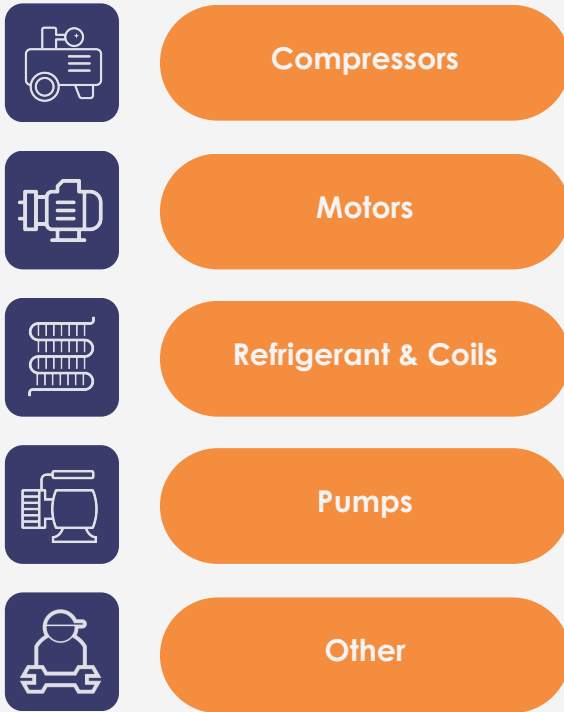 Compressors
Motors
Refrigerant & Coils
Pumps
Other